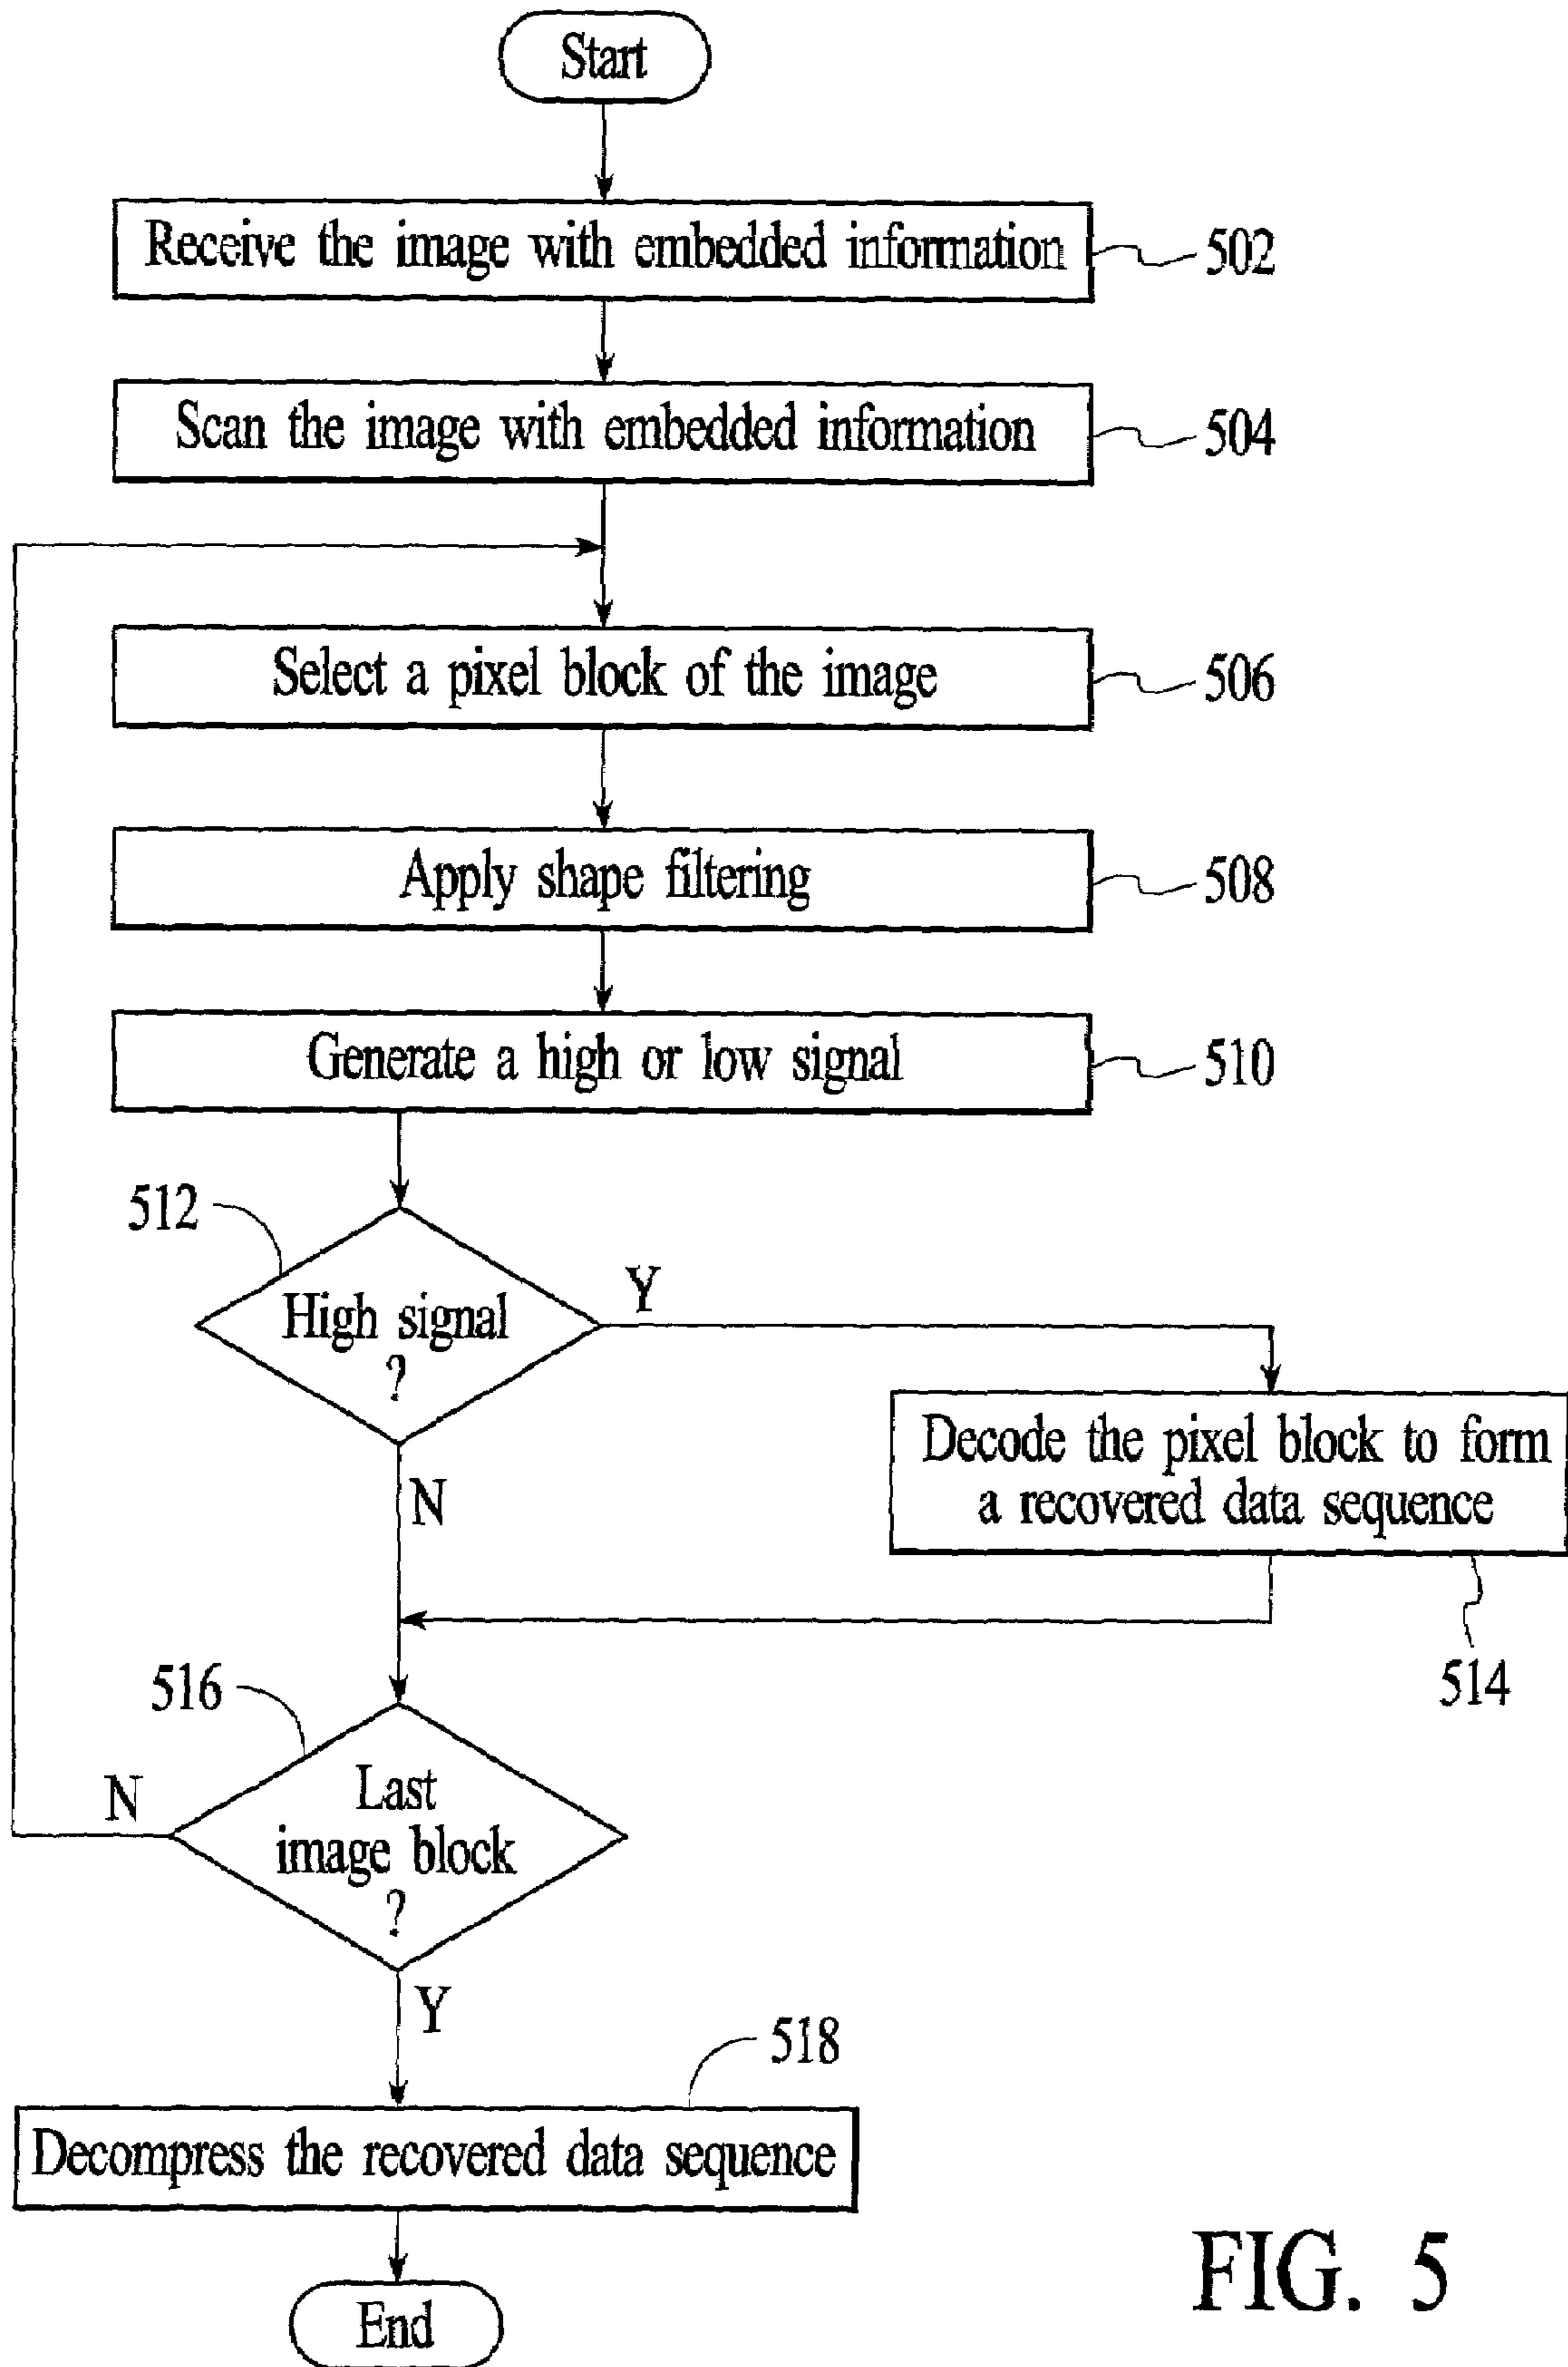 Start
Receive the image with embedded information
502
Scan the image with embedded information
504
Select a pixel block of the image
506
Apply shape filtering
508
Generate a high or low signal
510
512
High signal
?
Y
N
Decode the pixel block to form
a recovered data sequence
514
516
Last
image block
?
N
Y
518
Decompress the recovered data sequence
End
FIG. 5